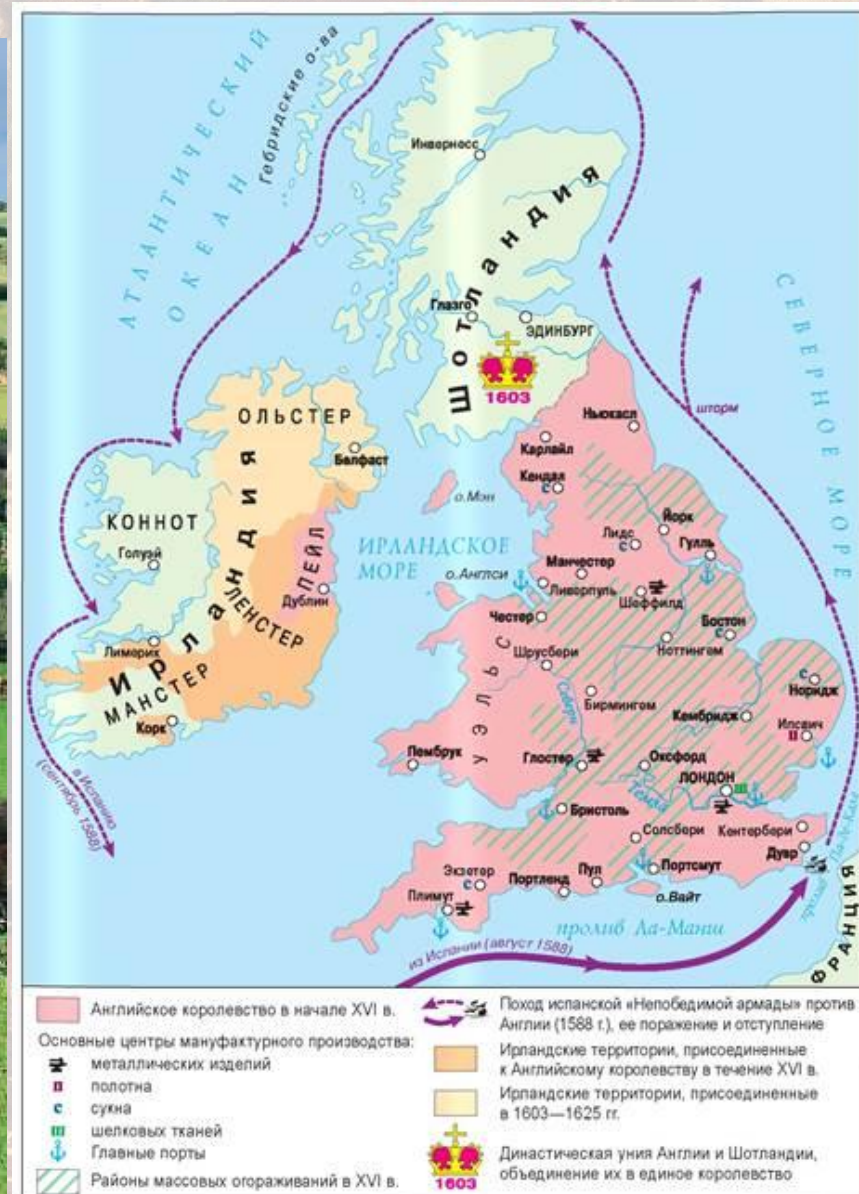 АТЛАНТИЧЕСКИЙ
ОКЕАН
Гебридские о-ва
Инвернесс
ШОТЛАНДИЯ
Глазго
ЭДИНБУРГ
1603
СЕВЕРНОЕ МОРЕ
шторм
ОЛЬСТЕР
Белфаст
ИРЛАНДИЯ
КОННОТ
Голуэй
ПЕЙЛ
Дублин
ЛЕНСТЕР
Лимерик
МАНСТЕР
Корк
в Испанию
(сентябрь 1588)
о.Мэн
ИРЛАНДСКОЕ
МОРЕ
о.Англси
Ньюкасл
Карлайл
Кендал
с
Йорк
Лидс
с
Гулль
Манчестер
Ливерпуль
Шеффилд
Честер
Бостон
с
Ноттингем
Шрусбери
УЭЛЬС
Северн
Бирмингем
с
Норидж
Кембридж
Ипсвич
п
Пембрук
Глостер
Оксфорд
ЛОНДОН
ш
Темза
Бристоль
Солсбери
Кентербери
Дувр
Экзетер
с
Пул
Портленд
Портсмут
Плимут
о.Вайт
пролив Па-де-Кале
пролив Ла-Манш
из Испании (август 1588)
ФРАНЦИЯ
Английское королевство в начале XVI в.
Основные центры мануфактурного производства:
металлических изделий
п полотна
с сукна
ш шелковых тканей
Главные порты
Районы массовых огораживаний в XVI в.
Поход испанской «Непобедимой армады» против
Англии (1588 г.), ее поражение и отступление
Ирландские территории, присоединенные
к Английскому королевству в течение XVI в.
Ирландские территории, присоединенные
в 1603—1625 гг.
1603
Династическая уния Англии и Шотландии,
объединение их в единое королевство